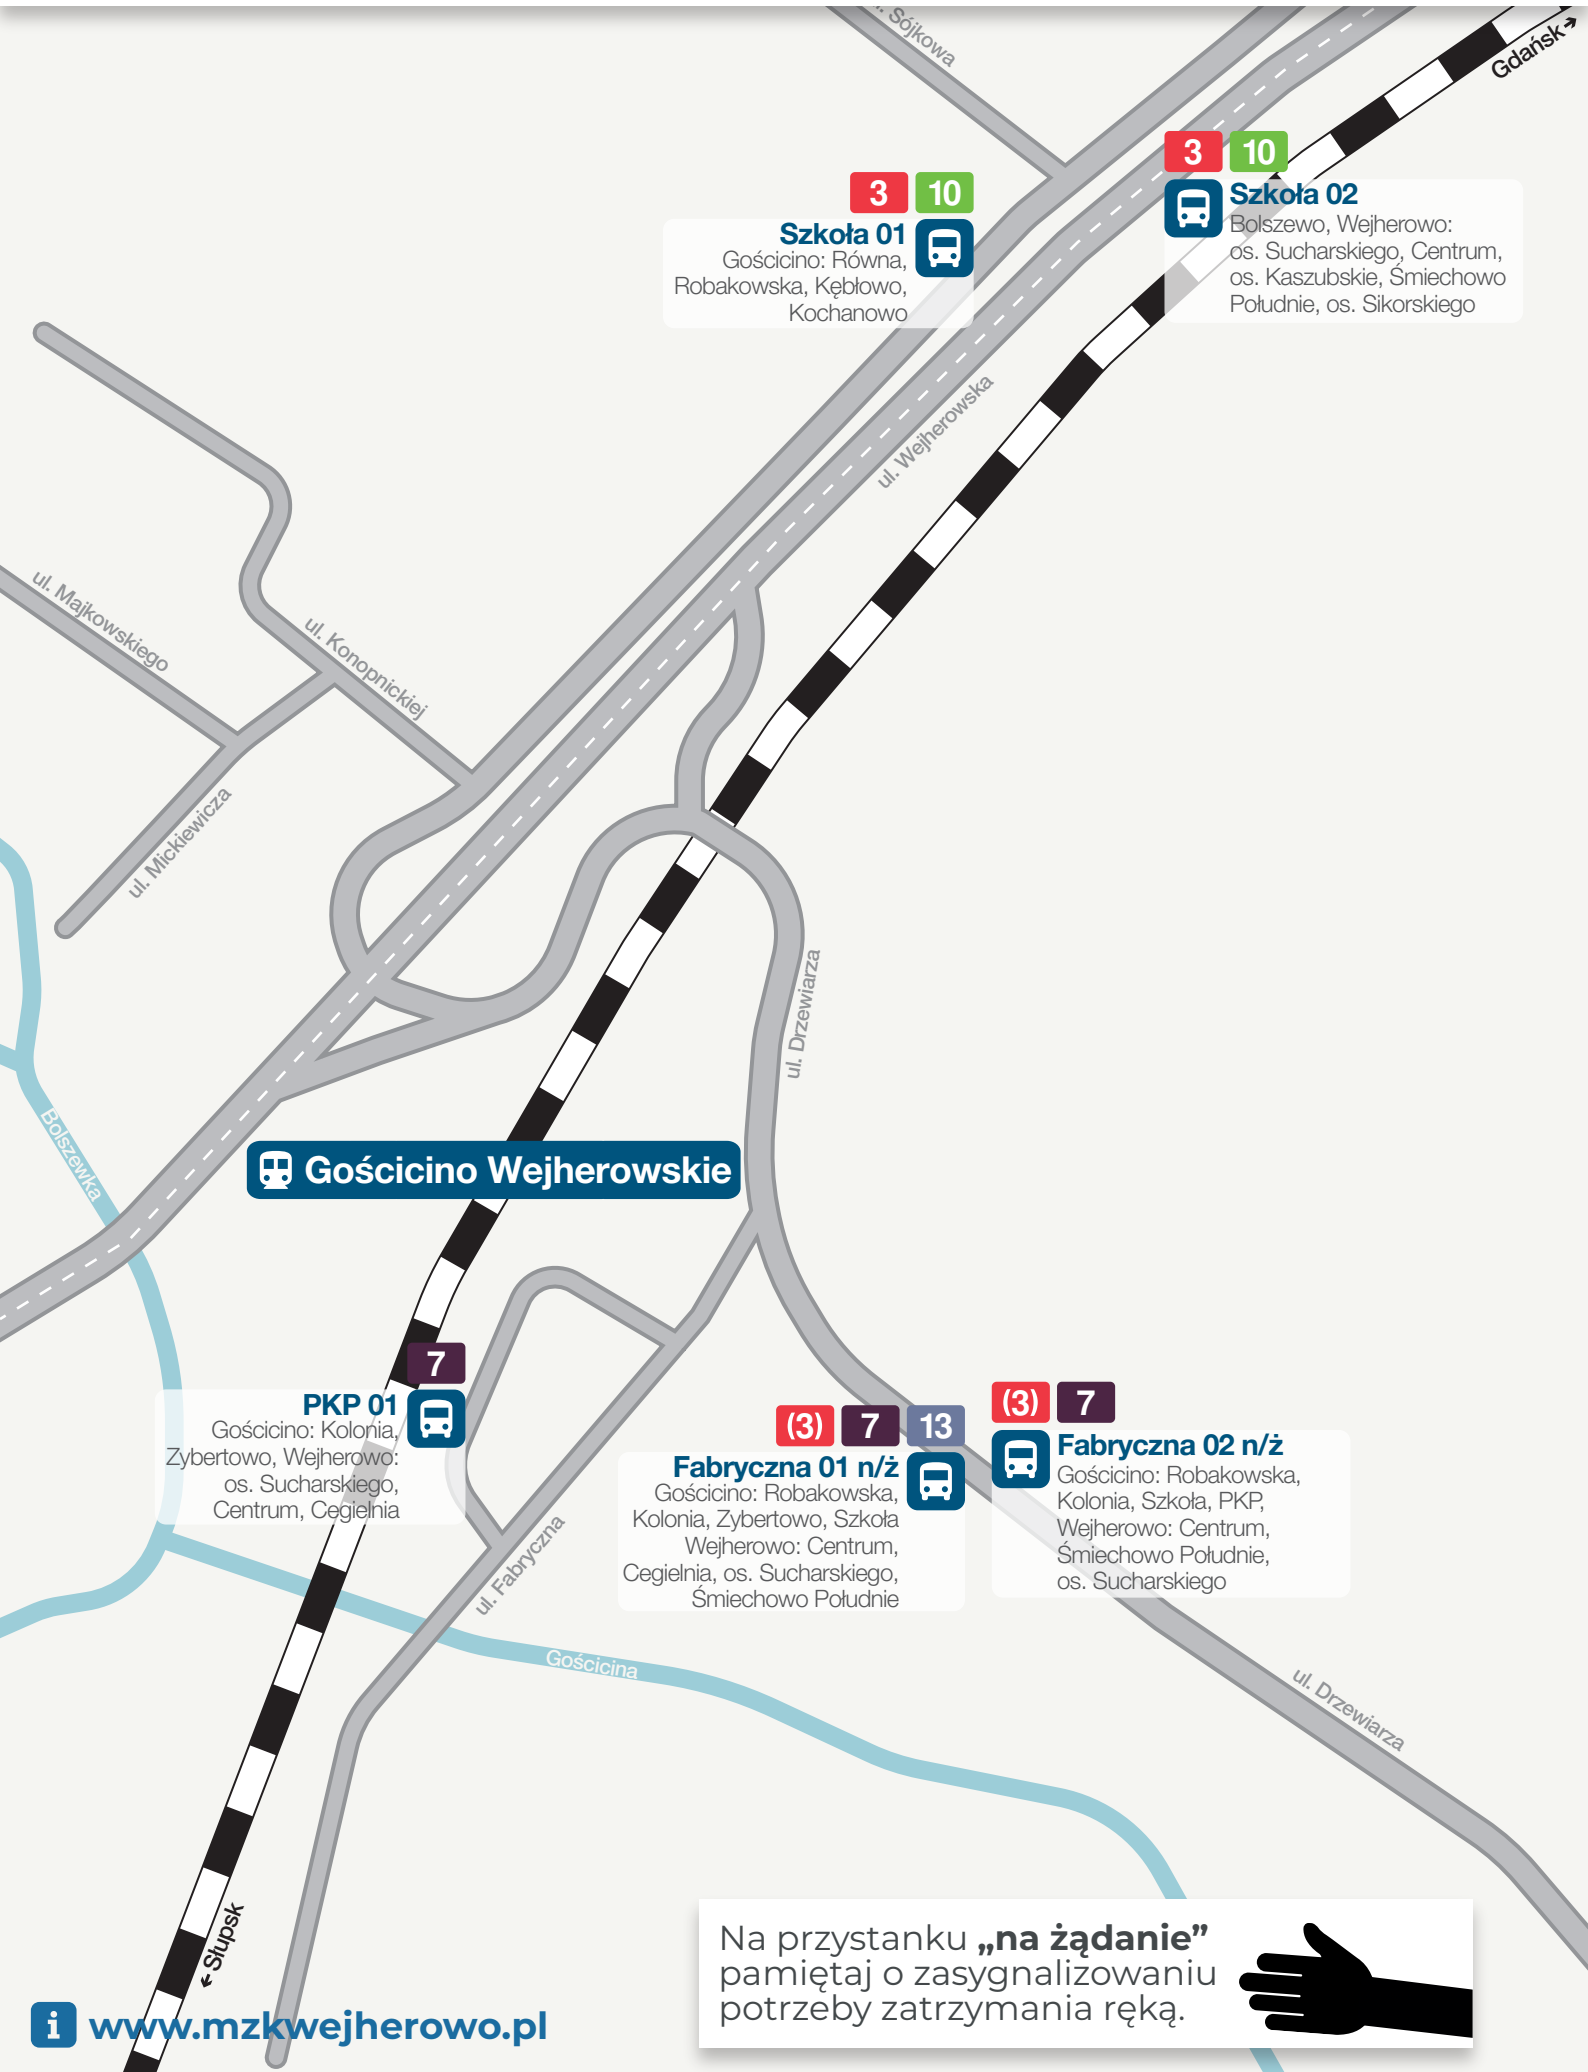 ul. Sójkowa
Gdańsk →
3 10
Szkoła 01
Gościcino: Równa,
Robakowska, Kębłowo,
Kochanowo
3 10
Szkoła 02
Bolszewo, Wejherowo:
os. Sucharskiego, Centrum,
os. Kaszubskie, Śmiechowo
Południe, os. Sikorskiego
ul. Wejherowska
ul. Majkowskiego
ul. Konopnickiej
ul. Mickiewicza
ul. Drzewiarza
Bolszewka
Gościcino Wejherowskie
7
PKP 01
Gościcino: Kolonia,
Zybertowo, Wejherowo:
os. Sucharskiego,
Centrum, Cegielnia
(3) 7 13
Fabryczna 01 n/ż
Gościcino: Robakowska,
Kolonia, Zybertowo, Szkoła
Wejherowo: Centrum,
Cegielnia, os. Sucharskiego,
Śmiechowo Południe
(3) 7
Fabryczna 02 n/ż
Gościcino: Robakowska,
Kolonia, Szkoła, PKP,
Wejherowo: Centrum,
Śmiechowo Południe,
os. Sucharskiego
ul. Fabryczna
Gościcina
ul. Drzewiarza
← Słupsk
Na przystanku „na żądanie”
pamiętaj o zasygnalizowaniu
potrzeby zatrzymania ręką.
i www.mzkwejherowo.pl